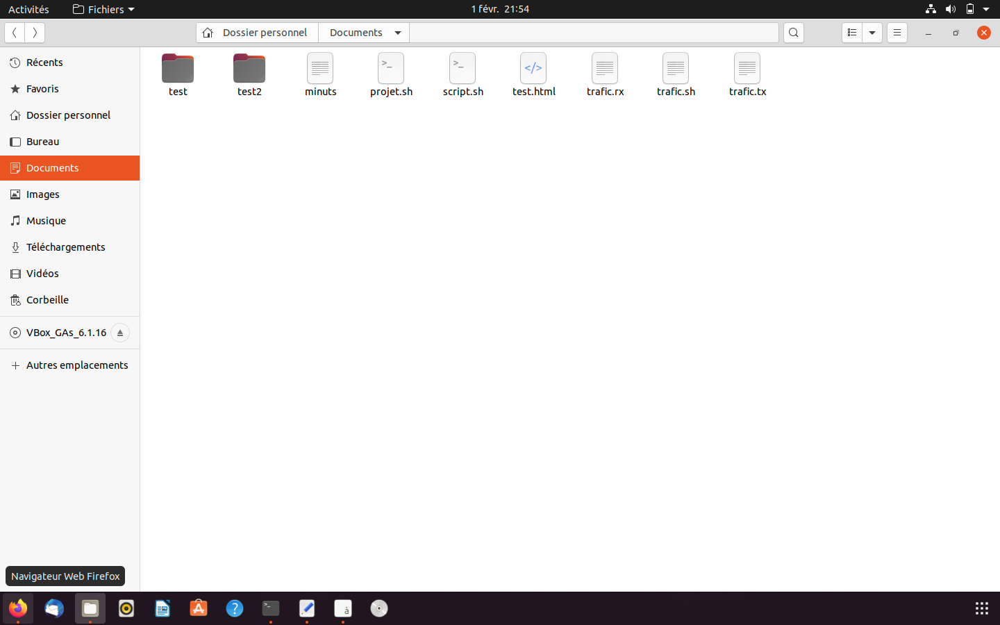 Activités
Fichiers
1 févr. 21:54
Dossier personnel
Documents
Récents
Favoris
Dossier personnel
Bureau
Documents
Images
Musique
Téléchargements
Vidéos
Corbeille
VBox_GAs_6.1.16
Autres emplacements
test
test2
minuts
>_
projet.sh
>_
script.sh
</>
test.html
trafic.rx
trafic.sh
trafic.tx
Navigateur Web Firefox
?
>_
à